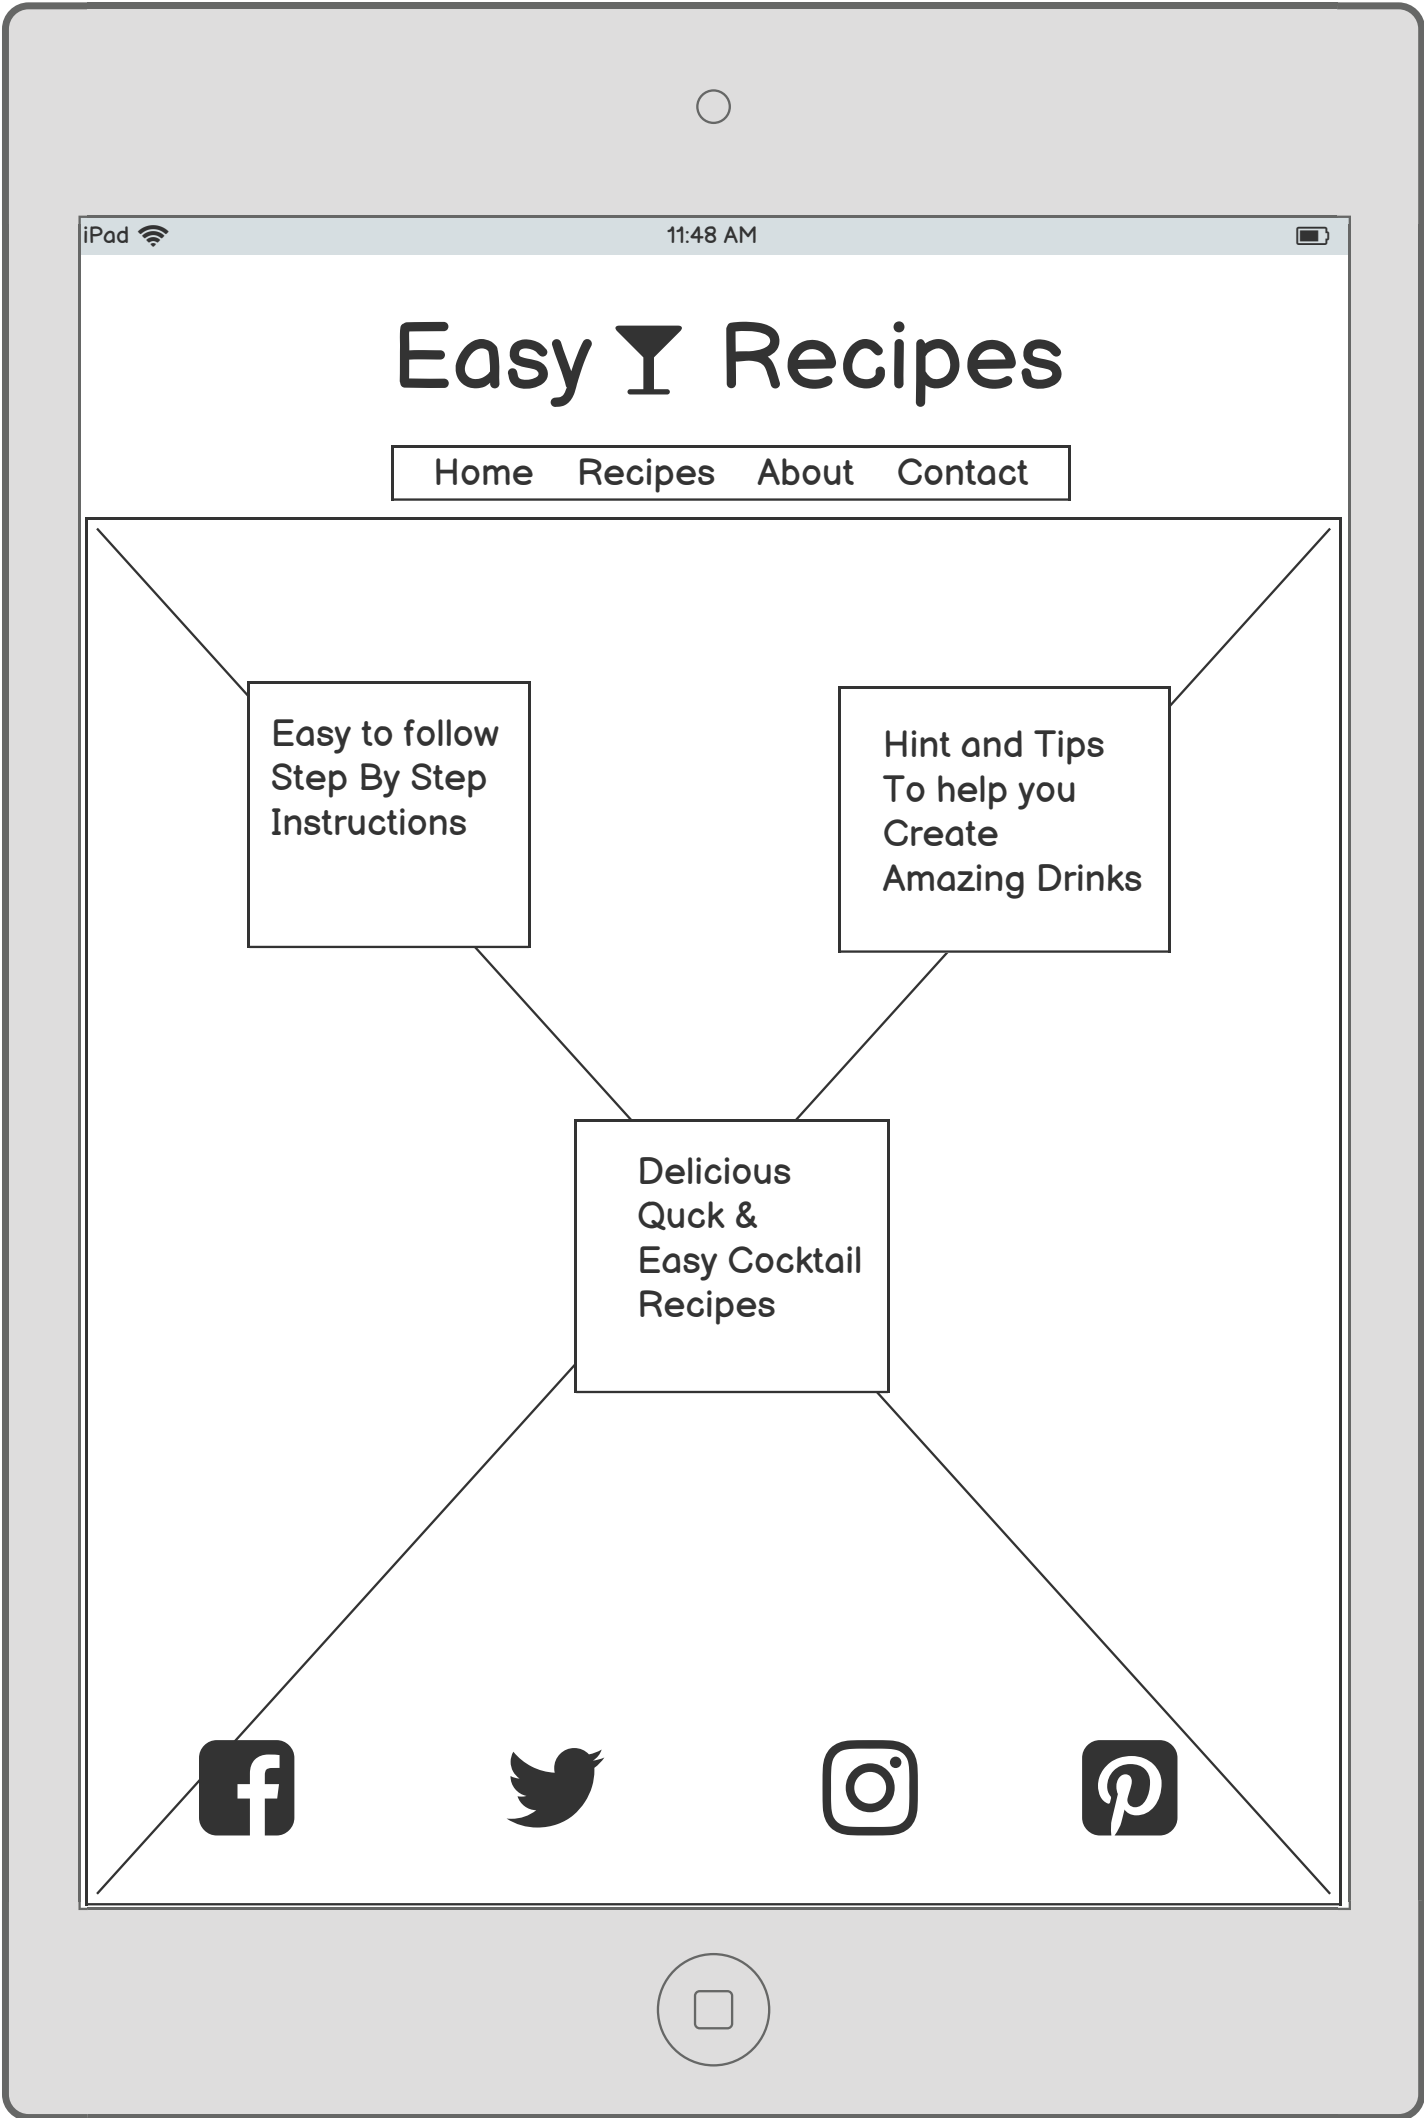 iPad 11:48 AM
Easy Recipes
Home Recipes About Contact
Easy to follow
Step By Step
Instructions
Hint and Tips
To help you
Create
Amazing Drinks
Delicious
Quck &
Easy Cocktail
Recipes